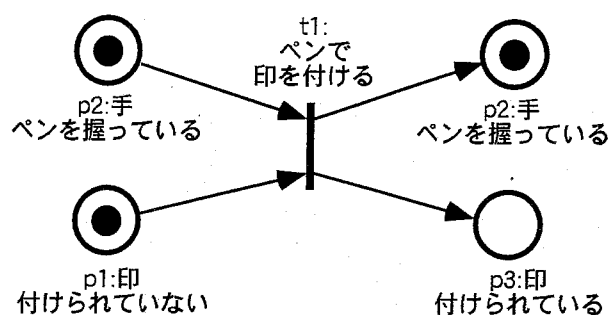 t1:
ペンで
印を付ける
p2:手
ペンを握っている
p2:手
ペンを握っている
p1:印
付けられていない
p3:印
付けられている